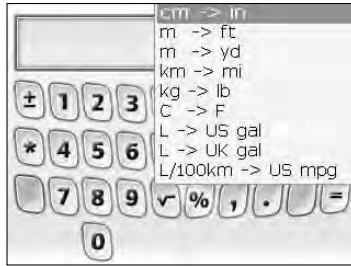 cm -> in
m -> ft
m -> yd
km -> mi
kg -> lb
C -> F
L -> US gal
L -> UK gal
L/100km -> US mpg
± 1 2 3
* 4 5 6
7 8 9 √ % , . =
0